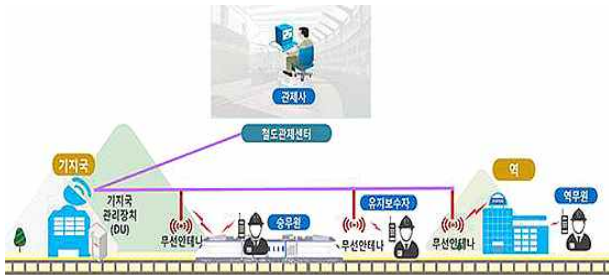 관제사
철도관제센터
기지국
역
기지국
관리장치
(DU)
승무원
유지보수자
역무원
무선안테나
무선안테나
무선안테나